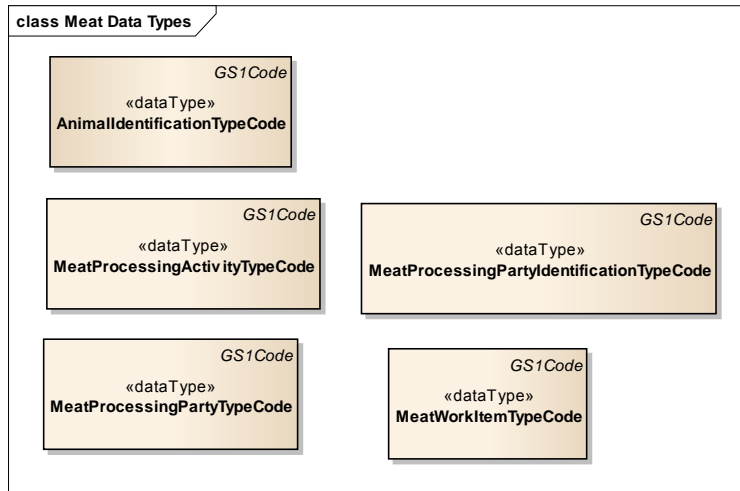 class Meat Data Types
GS1Code
«dataType»
AnimalIdentificationTypeCode
GS1Code
«dataType»
MeatProcessingActivityTypeCode
GS1Code
«dataType»
MeatProcessingPartyIdentificationTypeCode
GS1Code
«dataType»
MeatProcessingPartyTypeCode
GS1Code
«dataType»
MeatWorkItemTypeCode